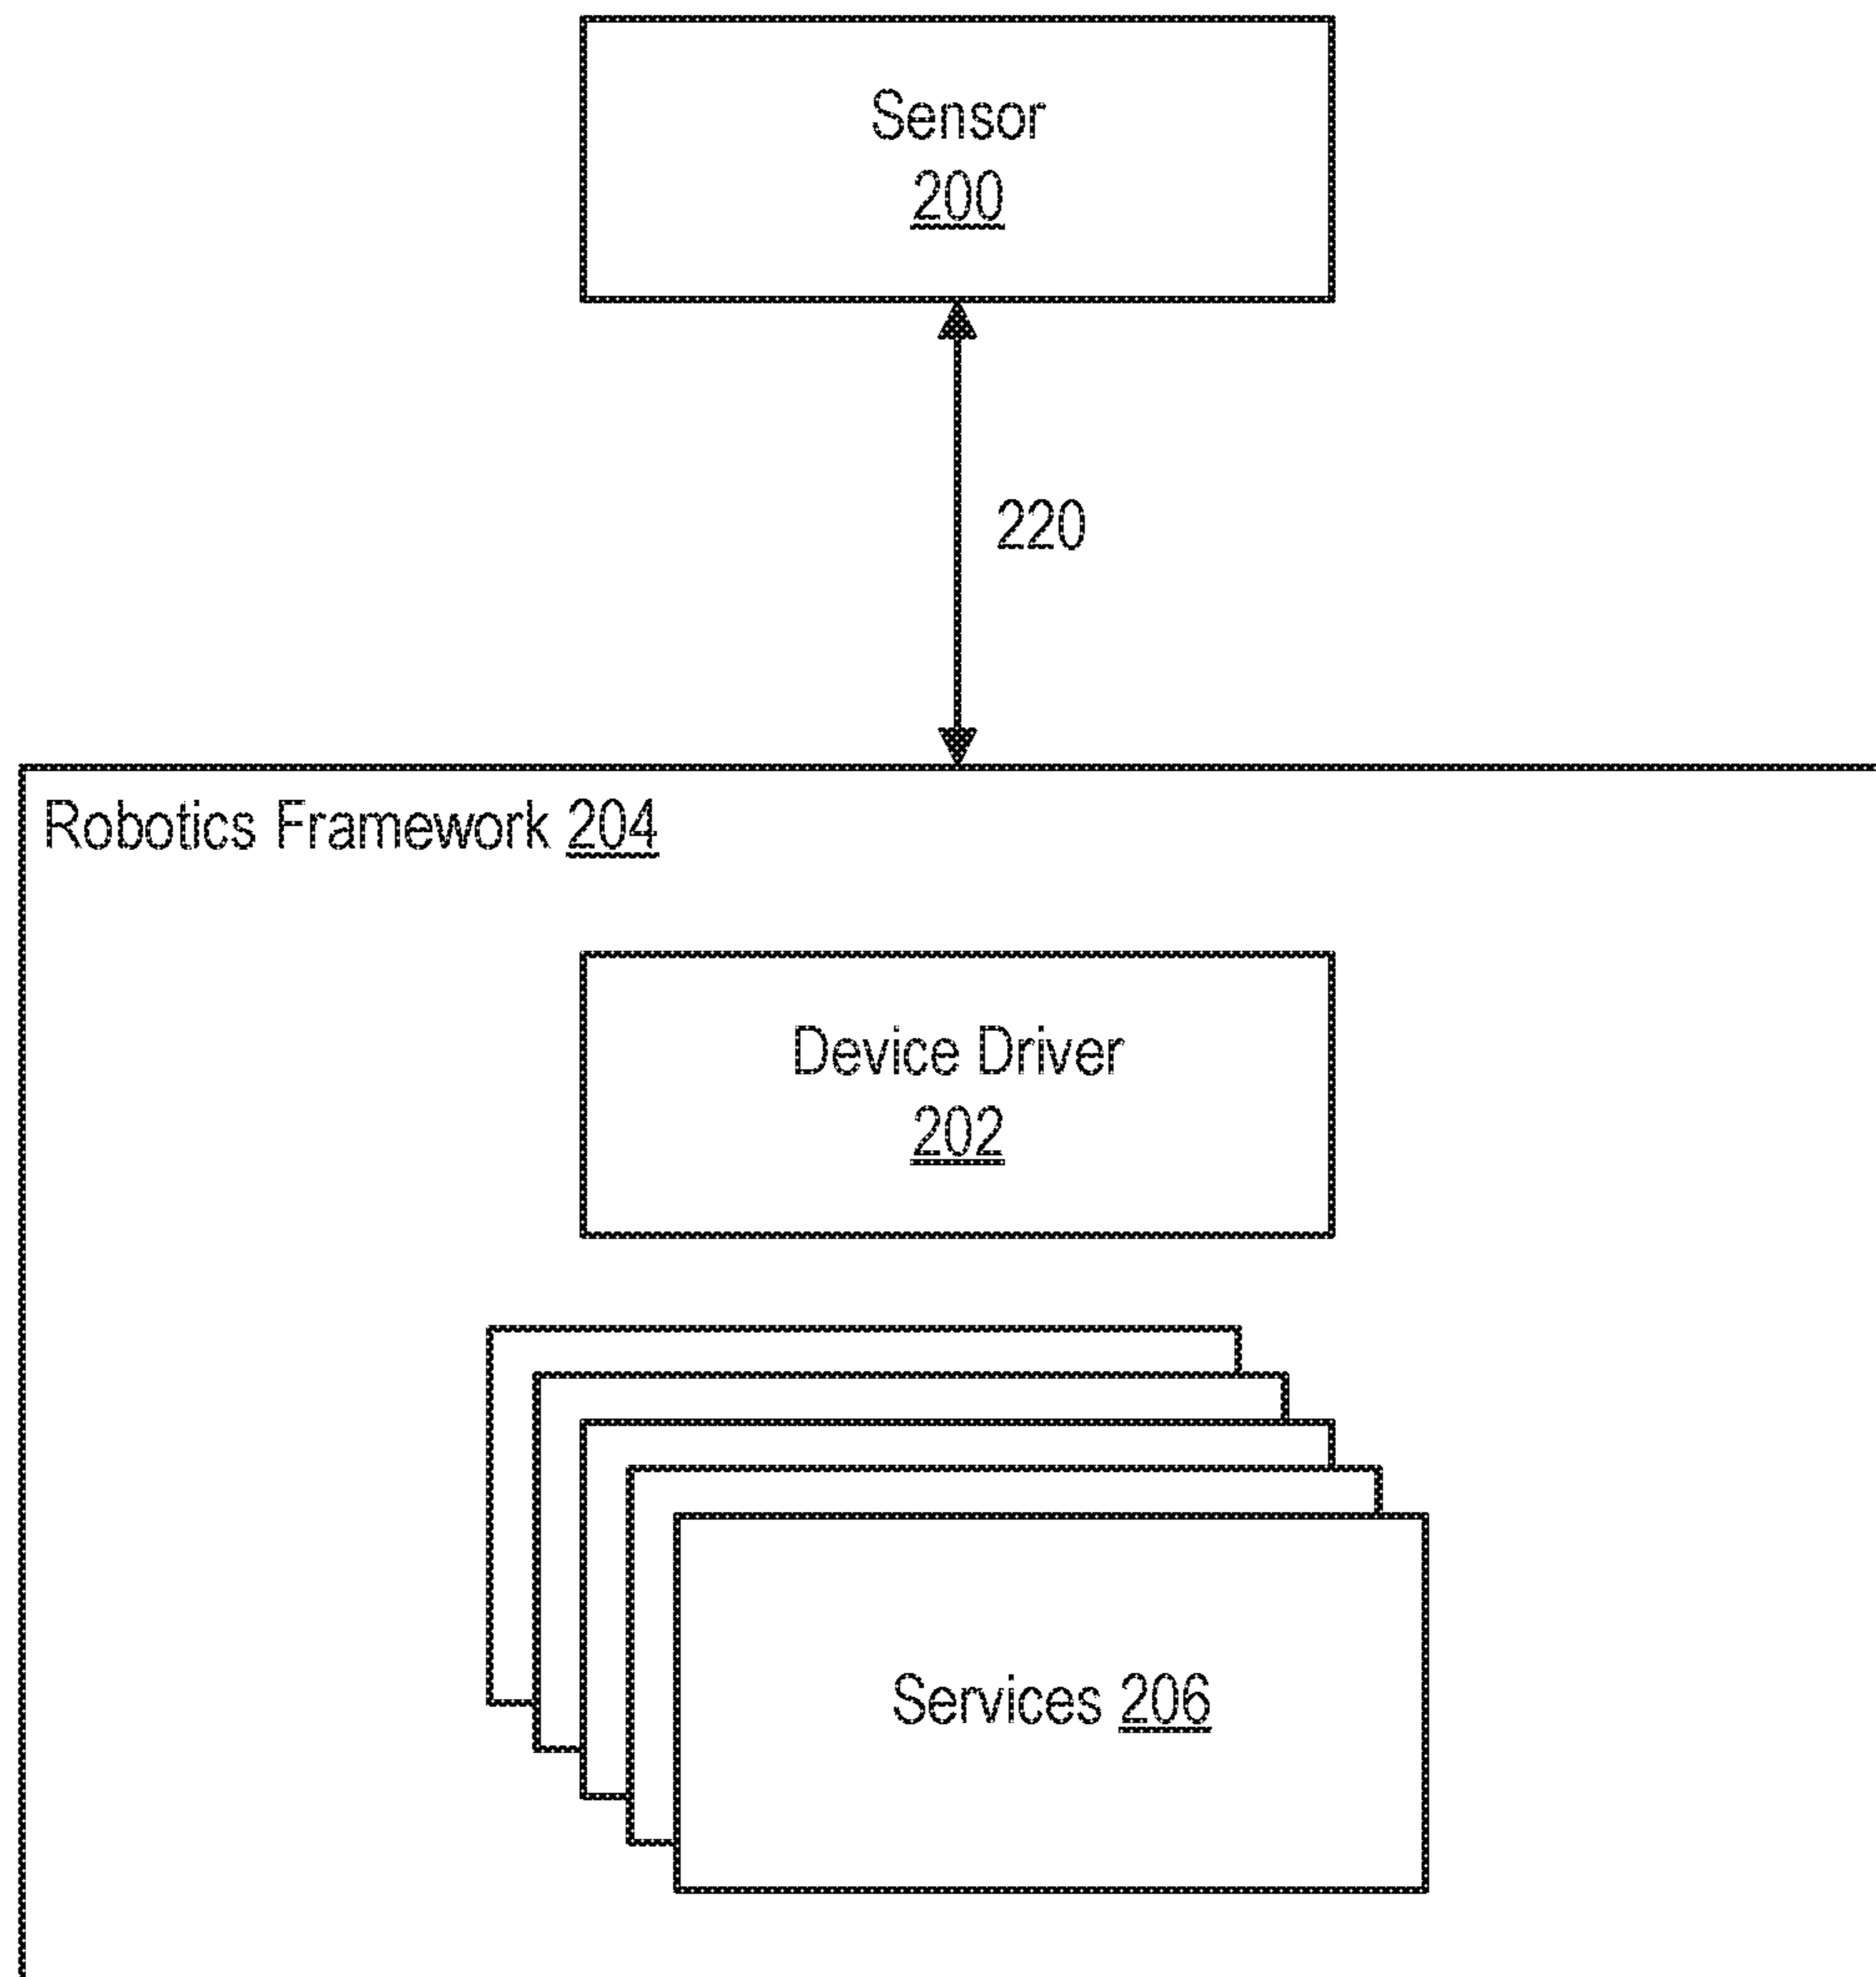 Sensor
200
220
Robotics Framework 204
Device Driver
202
Services 206